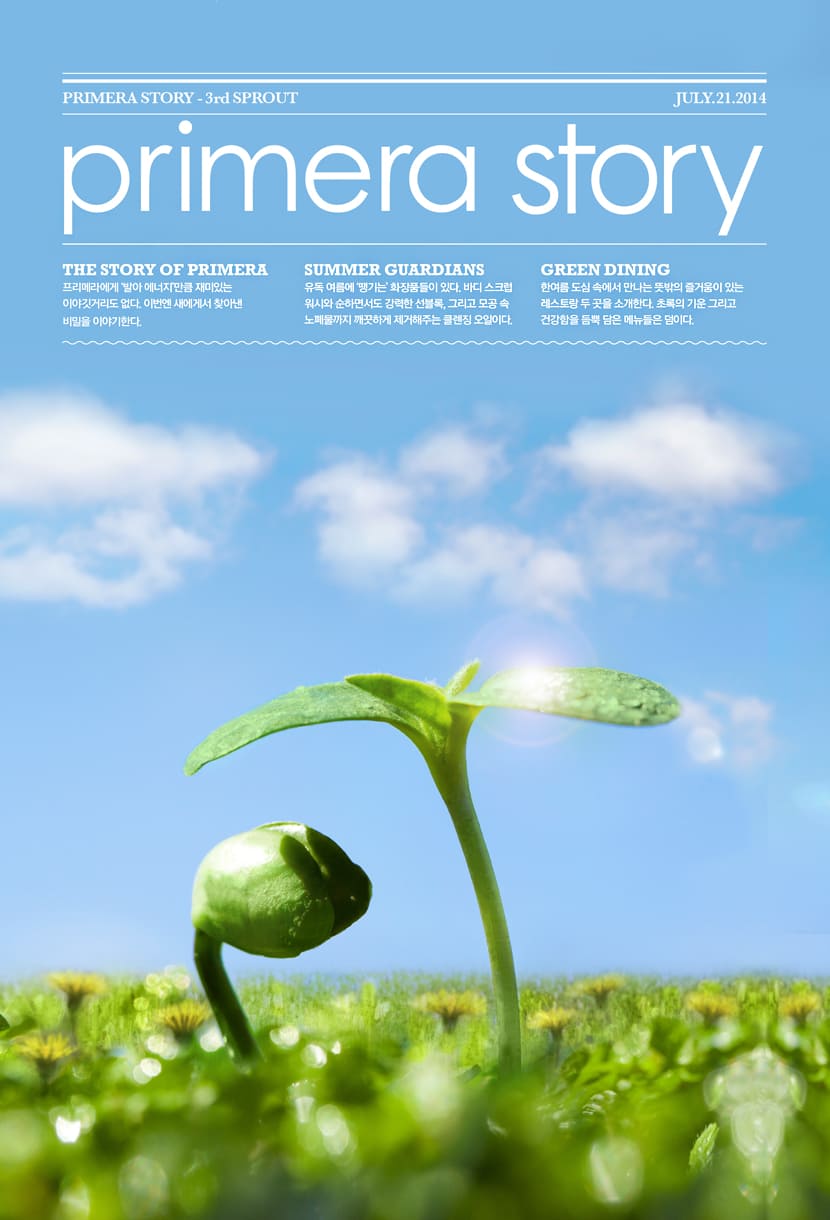 PRIMERA STORY - 3rd SPROUT JULY.21.2014
primera story
THE STORY OF PRIMERA
프리메라에게 '발아 에너지'만큼 재미있는
이야깃거리도 없다. 이번엔 새에게서 찾아낸
비밀을 이야기한다.
SUMMER GUARDIANS
유독 여름에 '땡기는' 화장품들이 있다. 바디 스크럽
워시와 순하면서도 강력한 선블록, 그리고 모공 속
노폐물까지 깨끗하게 제거해주는 클렌징 오일이다.
GREEN DINING
한여름 도심 속에서 만나는 뜻밖의 즐거움이 있는
레스토랑 두 곳을 소개한다. 초록의 기운 그리고
건강함을 듬뿍 담은 메뉴들은 덤이다.